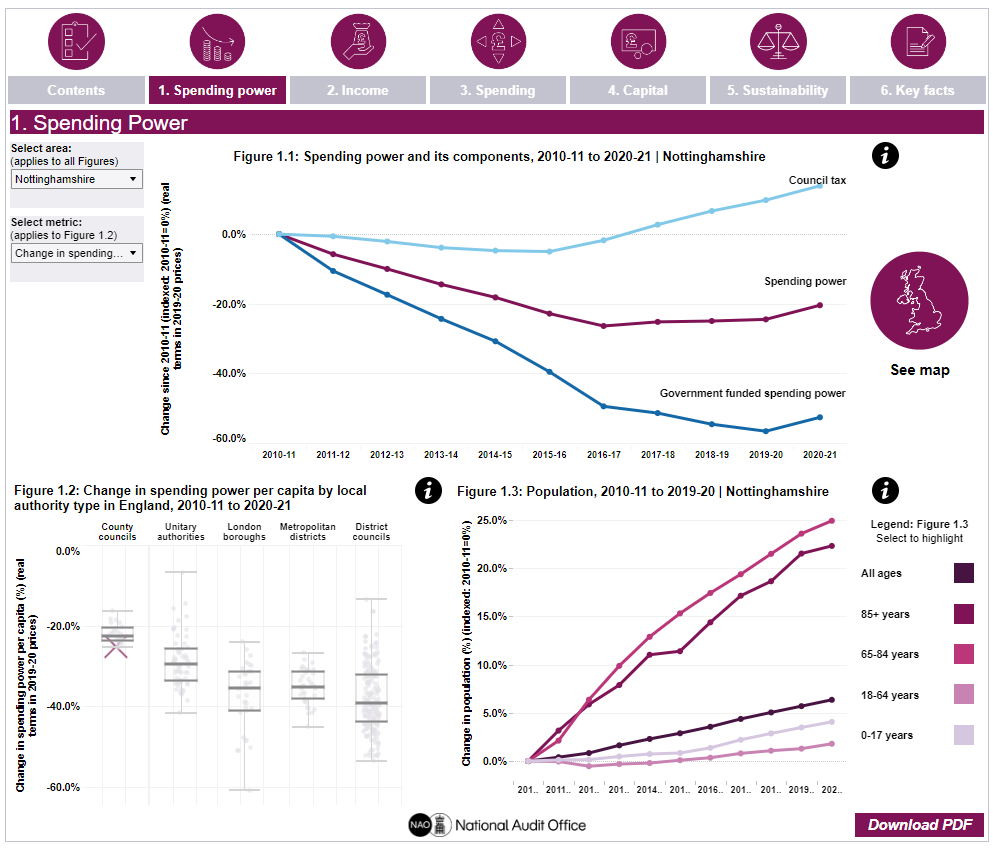 Contents
1. Spending power
2. Income
3. Spending
4. Capital
5. Sustainability
6. Key facts
1. Spending Power
Select area:
(applies to all Figures)
Nottinghamshire
Select metric:
(applies to Figure 1.2)
Change in spending...
Figure 1.1: Spending power and its components, 2010-11 to 2020-21 | Nottinghamshire
Change since 2010-11 (indexed: 2010-11=0%) (real
terms in 2019-20 prices)
0.0%
-20.0%
-40.0%
-60.0%
Council tax
Spending power
Government funded spending power
2010-11
2011-12
2012-13
2013-14
2014-15
2015-16
2016-17
2017-18
2018-19
2019-20
2020-21
i
See map
Figure 1.2: Change in spending power per capita by local
authority type in England, 2010-11 to 2020-21
i
County
councils
Unitary
authorities
London
boroughs
Metropolitan
districts
District
councils
Change in spending power per capita (%) (real
terms in 2019-20 prices)
0.0%
-20.0%
-40.0%
-60.0%
Figure 1.3: Population, 2010-11 to 2019-20 | Nottinghamshire
i
Change in population (%) (indexed: 2010-11=0%)
25.0%
20.0%
15.0%
10.0%
5.0%
0.0%
201..
2011..
201..
201..
2014..
201..
2016..
201..
201..
2019..
202...
Legend: Figure 1.3
Select to highlight
All ages
85+ years
65-84 years
18-64 years
0-17 years
NAO
National Audit Office
Download PDF